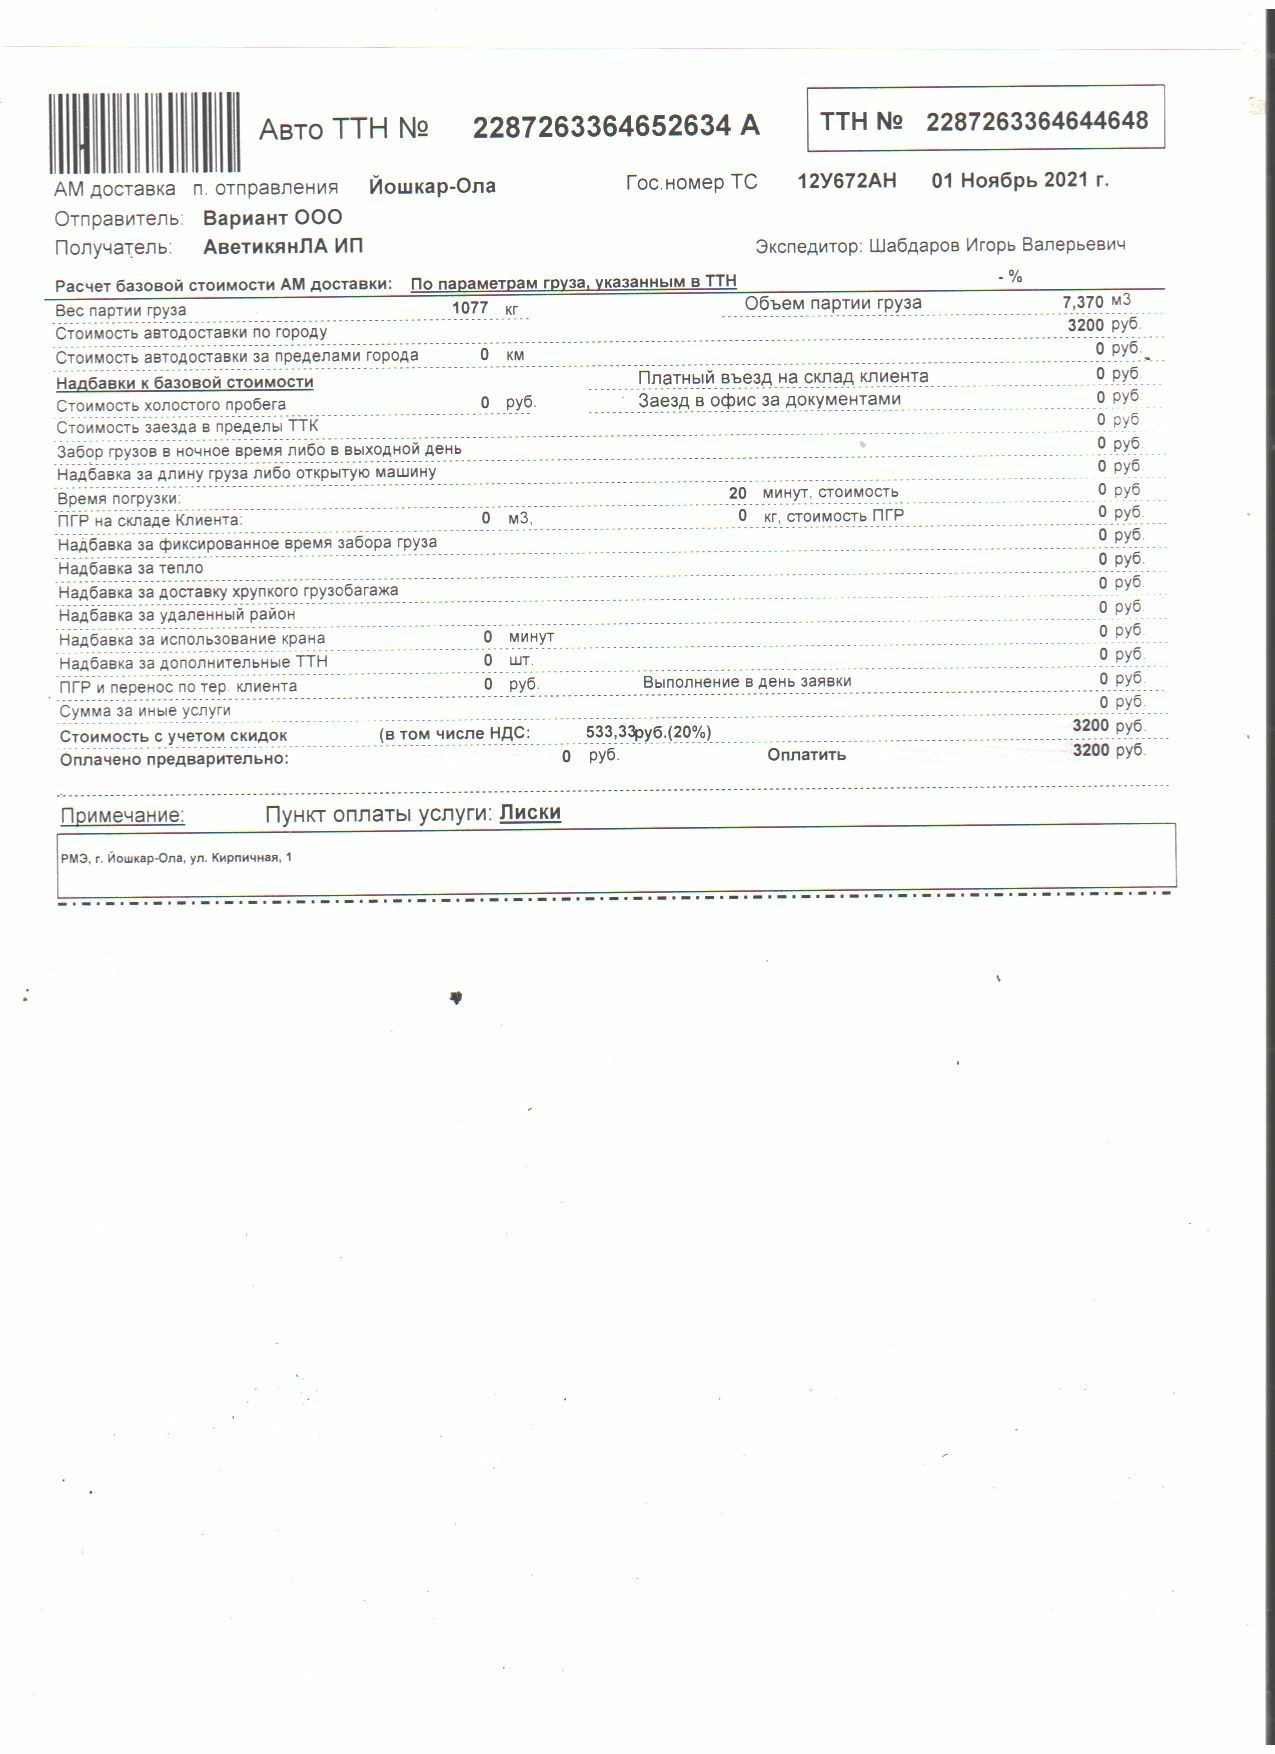 Авто ТТН № 2287263364652634 А
ТТН № 2287263364644648
АМ доставка п. отправления Йошкар-Ола Гос.номер ТС 12У672АН 01 Ноябрь 2021 г.
Отправитель: Вариант ООО
Получатель: АветикянЛА ИП Экспедитор: Шабдаров Игорь Валерьевич
Расчет базовой стоимости АМ доставки: По параметрам груза, указанным в ТТН - %
Вес партии груза 1077 кг Объем партии груза 7,370 м3
Стоимость автодоставки по городу 3200 руб.
Стоимость автодоставки за пределами города 0 км 0 руб.
Надбавки к базовой стоимости Платный въезд на склад клиента 0 руб.
Стоимость холостого пробега 0 руб. Заезд в офис за документами 0 руб
Стоимость заезда в пределы ТТК 0 руб
Забор грузов в ночное время либо в выходной день 0 руб
Надбавка за длину груза либо открытую машину 0 руб
Время погрузки: 20 минут, стоимость 0 руб
ПГР на складе Клиента: 0 м3, 0 кг, стоимость ПГР 0 руб.
Надбавка за фиксированное время забора груза 0 руб.
Надбавка за тепло 0 руб.
Надбавка за доставку хрупкого грузобагажа 0 руб.
Надбавка за удаленный район 0 руб.
Надбавка за использование крана 0 минут 0 руб.
Надбавка за дополнительные ТТН 0 шт. 0 руб.
ПГР и перенос по тер. клиента 0 руб. Выполнение в день заявки 0 руб.
Сумма за иные услуги 0 руб.
Стоимость с учетом скидок (в том числе НДС: 533,33руб.(20%) 3200 руб.
Оплачено предварительно: 0 руб. Оплатить 3200 руб.
Примечание: Пункт оплаты услуги: Лиски
РМЭ, г. Йошкар-Ола, ул. Кирпичная, 1